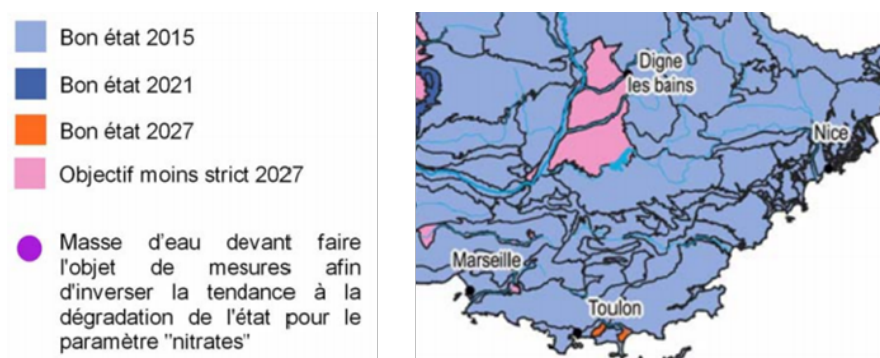 Bon état 2015
Bon état 2021
Bon état 2027
Objectif moins strict 2027
Masse d'eau devant faire
l'objet de mesures afin
d'inverser la tendance à la
dégradation de l'état pour le
paramètre "nitrates"
Digne
les bains
Nice
Marseille
Toulon